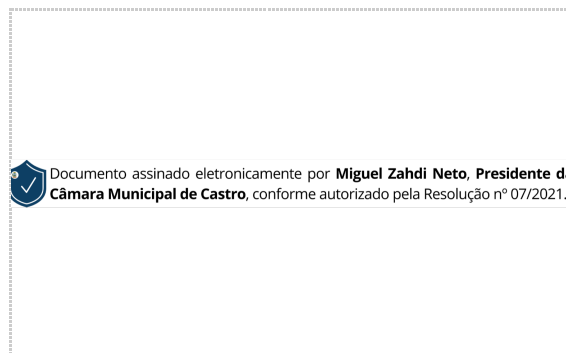 Documento assinado eletronicamente por Miguel Zahdi Neto, Presidente da
Câmara Municipal de Castro, conforme autorizado pela Resolução nº 07/2021.